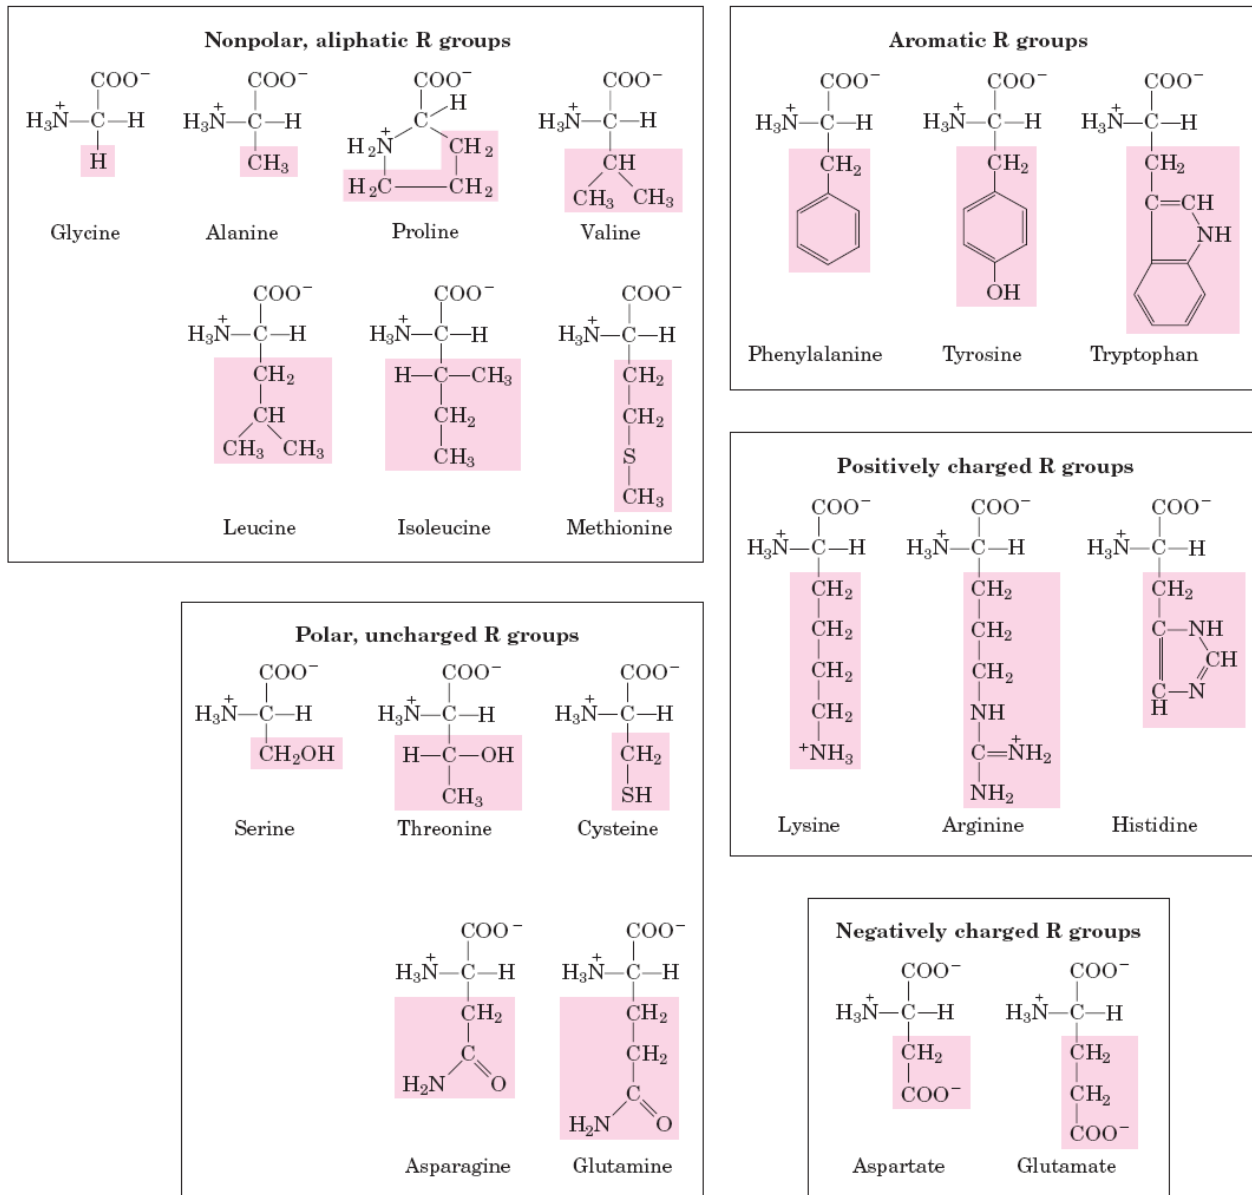 Nonpolar, aliphatic R groups
COO⁻ COO⁻ COO⁻ COO⁻
H
H₃N⁺—C—H H₃N⁺—C—H C H₃N⁺—C—H
H₂N⁺ CH₂
H CH₃ CH
H₂C CH₂
CH₃ CH₃
Glycine Alanine Proline Valine
COO⁻ COO⁻ COO⁻
H₃N⁺—C—H H₃N⁺—C—H H₃N⁺—C—H
CH₂ H—C—CH₃ CH₂
CH CH₂ CH₂
CH₃ CH₃ CH₃ S
CH₃
Leucine Isoleucine Methionine
Aromatic R groups
COO⁻ COO⁻ COO⁻
H₃N⁺—C—H H₃N⁺—C—H H₃N⁺—C—H
CH₂ CH₂ CH₂
C=CH
NH
OH
Phenylalanine Tyrosine Tryptophan
Positively charged R groups
COO⁻ COO⁻ COO⁻
H₃N⁺—C—H H₃N⁺—C—H H₃N⁺—C—H
CH₂ CH₂ CH₂
CH₂ CH₂ C—NH
CH₂ CH₂ CH
CH₂ NH C—N
H
⁺NH₃ C=N⁺H₂
NH₂
Lysine Arginine Histidine
Polar, uncharged R groups
COO⁻ COO⁻ COO⁻
H₃N⁺—C—H H₃N⁺—C—H H₃N⁺—C—H
CH₂OH H—C—OH CH₂
CH₃ SH
Serine Threonine Cysteine
COO⁻ COO⁻
H₃N⁺—C—H H₃N⁺—C—H
CH₂ CH₂
C CH₂
H₂N O C
H₂N O
Asparagine Glutamine
Negatively charged R groups
COO⁻ COO⁻
H₃N⁺—C—H H₃N⁺—C—H
CH₂ CH₂
COO⁻ CH₂
COO⁻
Aspartate Glutamate